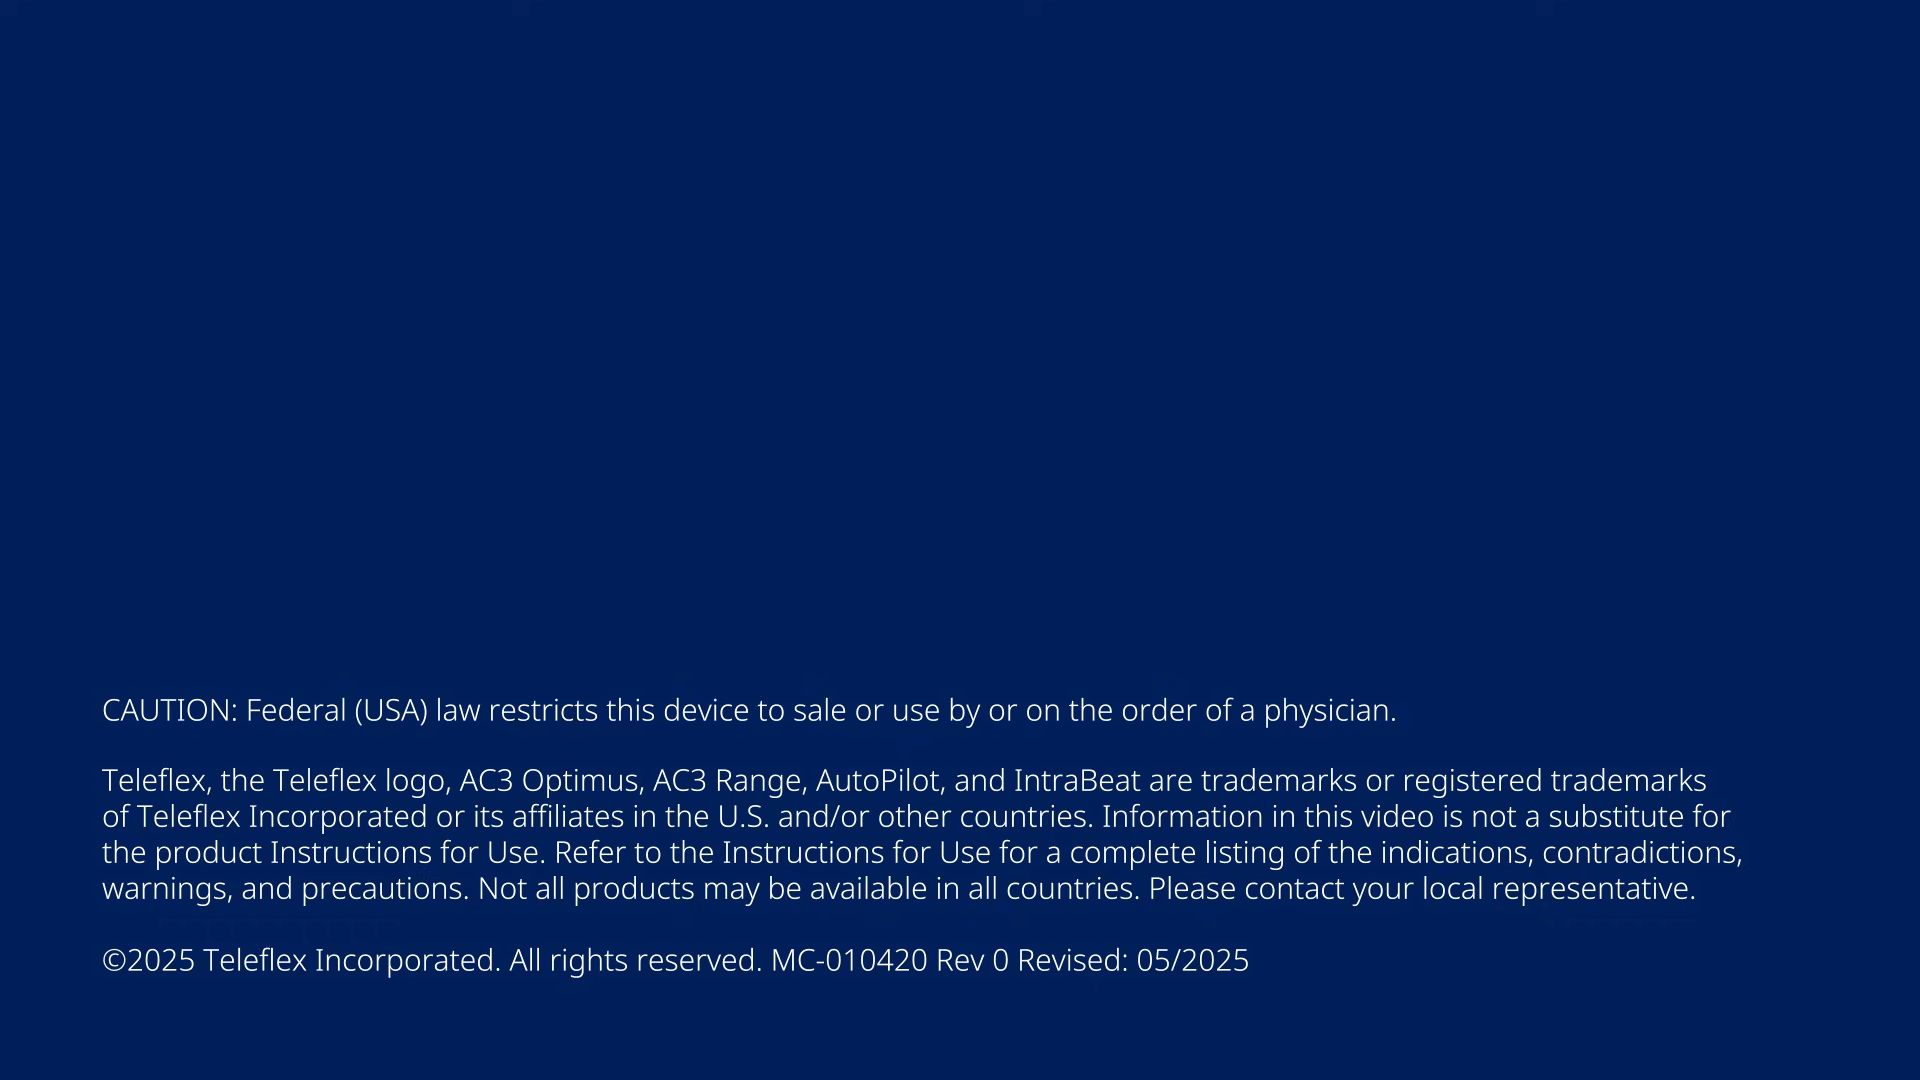 CAUTION: Federal (USA) law restricts this device to sale or use by or on the order of a physician.
Teleflex, the Teleflex logo, AC3 Optimus, AC3 Range, AutoPilot, and IntraBeat are trademarks or registered trademarks
of Teleflex Incorporated or its affiliates in the U.S. and/or other countries. Information in this video is not a substitute for
the product Instructions for Use. Refer to the Instructions for Use for a complete listing of the indications, contradictions,
warnings, and precautions. Not all products may be available in all countries. Please contact your local representative.
©2025 Teleflex Incorporated. All rights reserved. MC-010420 Rev 0 Revised: 05/2025